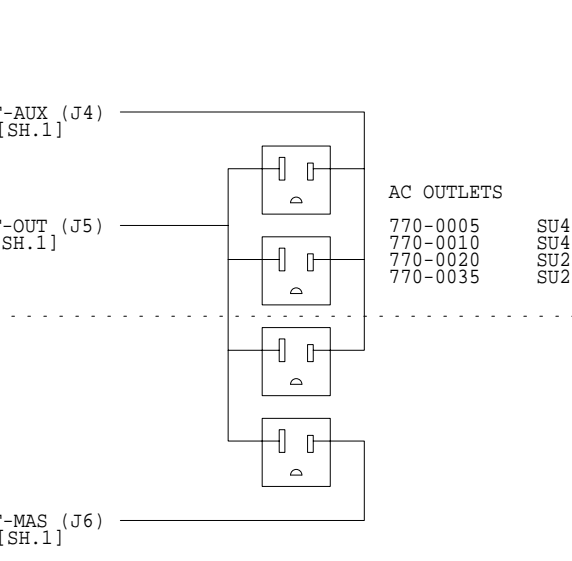 -AUX (J4)
[SH.1]
AC OUTLETS
-OUT (J5)
SH.1]
770-0005 SU4
770-0010 SU4
770-0020 SU2
770-0035 SU2
-MAS (J6)
[SH.1]